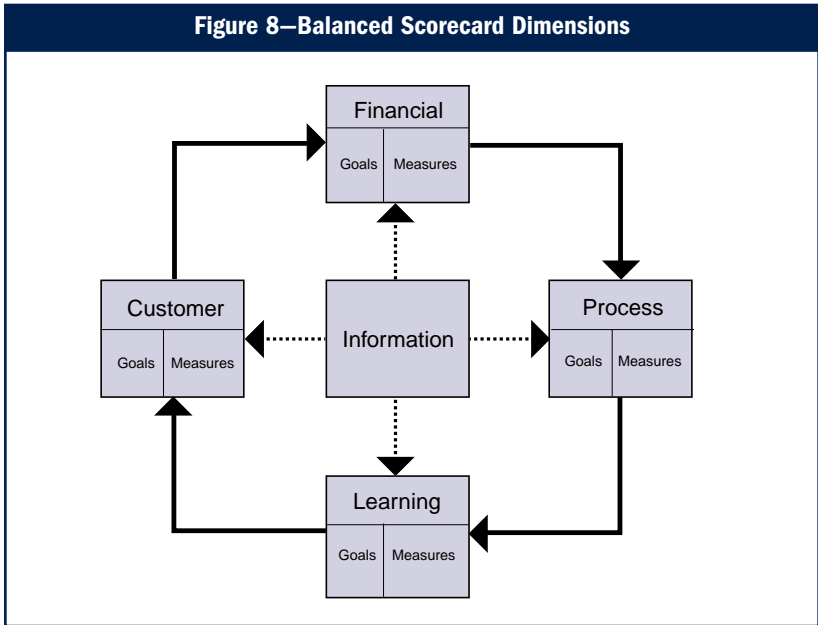 Figure 8—Balanced Scorecard Dimensions
Financial
Goals Measures
Customer
Goals Measures
Information
Process
Goals Measures
Learning
Goals Measures